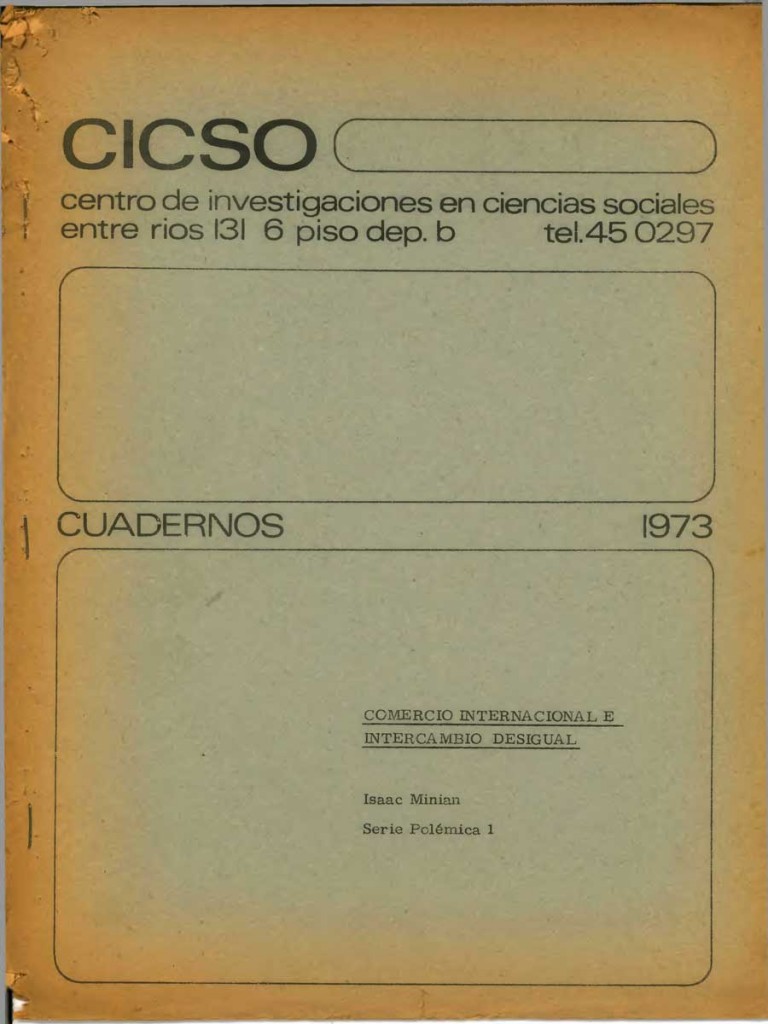 CICSO
centro de investigaciones en ciencias sociales
entre rios 131 6 piso dep. b tel.45 0297
CUADERNOS 1973
COMERCIO INTERNACIONAL E
INTERCAMBIO DESIGUAL
Isaac Minian
Serie Polémica 1